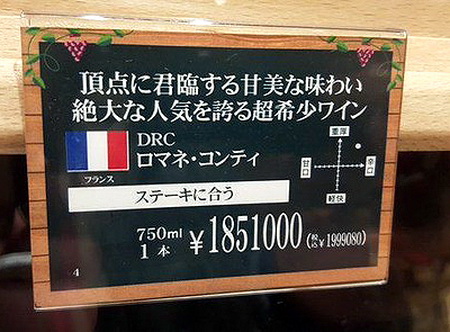 頂点に君臨する甘美な味わい
絶大な人気を誇る超希少ワイン
DRC
ロマネ・コンティ
フランス
重厚
甘口
辛口
軽快
ステーキに合う
750ml
1本
¥1851000
(税込¥1999080)
4